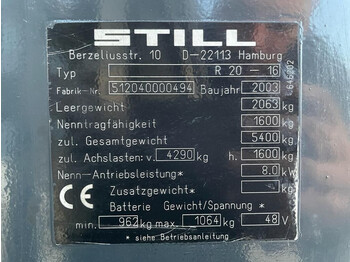 STILL
Berzeliusstr. 10 D-22113 Hamburg
Typ R 20 - 16
Fabrik-Nr. 512040000494 Baujahr 2003
Leergewicht 2063 kg
Nenntragfähigkeit 1600 kg
zul. Gesamtgewicht 5400 kg
zul. Achslasten: v. 4290 kg h. 1600 kg
Nenn-Antriebsleistung* 8.0 kW
CE Zusatzgewicht* - kg
Batterie Gewicht/Spannung *
min. 962 kg max. 1064 kg 48 V
* siehe Betriebsanleitung